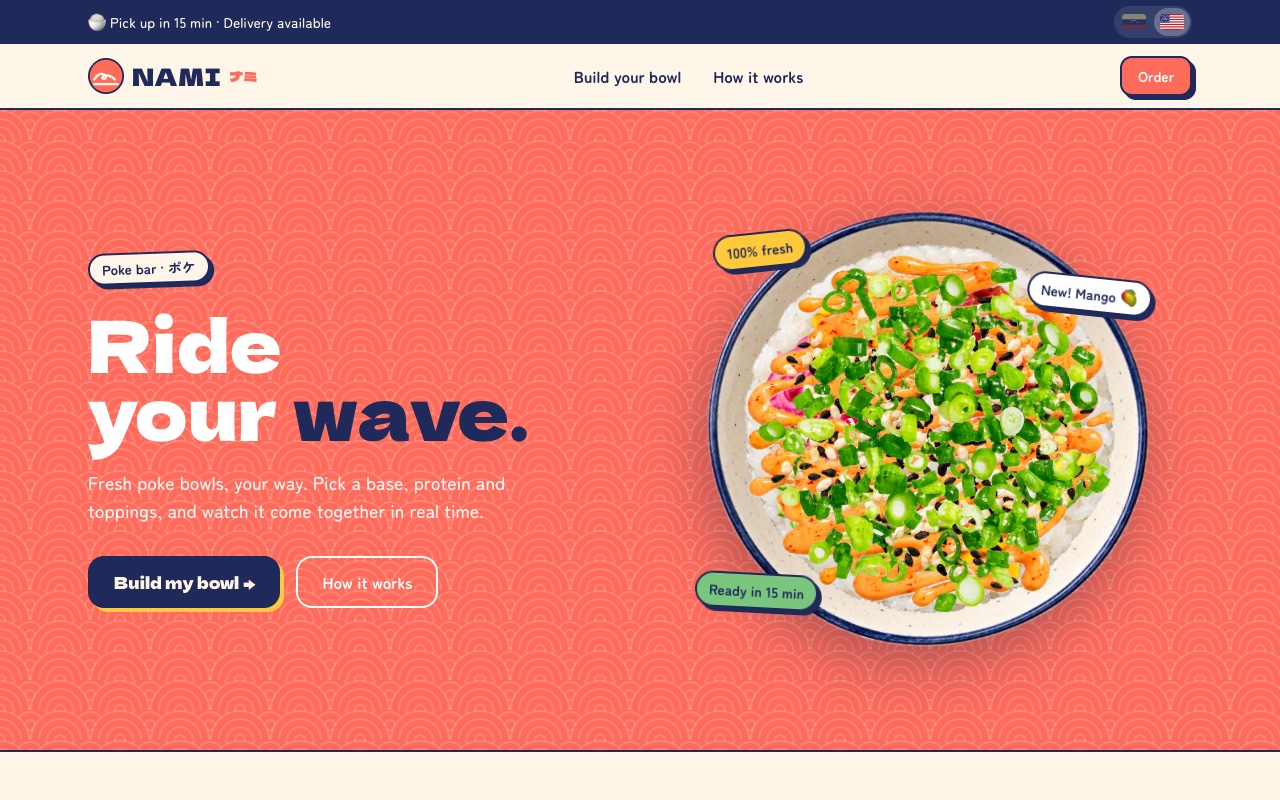 Pick up in 15 min · Delivery available
NAMI ナミ
Build your bowl
How it works
Order
Poke bar · ポケ
Ride
your wave.
Fresh poke bowls, your way. Pick a base, protein and
toppings, and watch it come together in real time.
Build my bowl →
How it works
100% fresh
New! Mango 🥭
Ready in 15 min